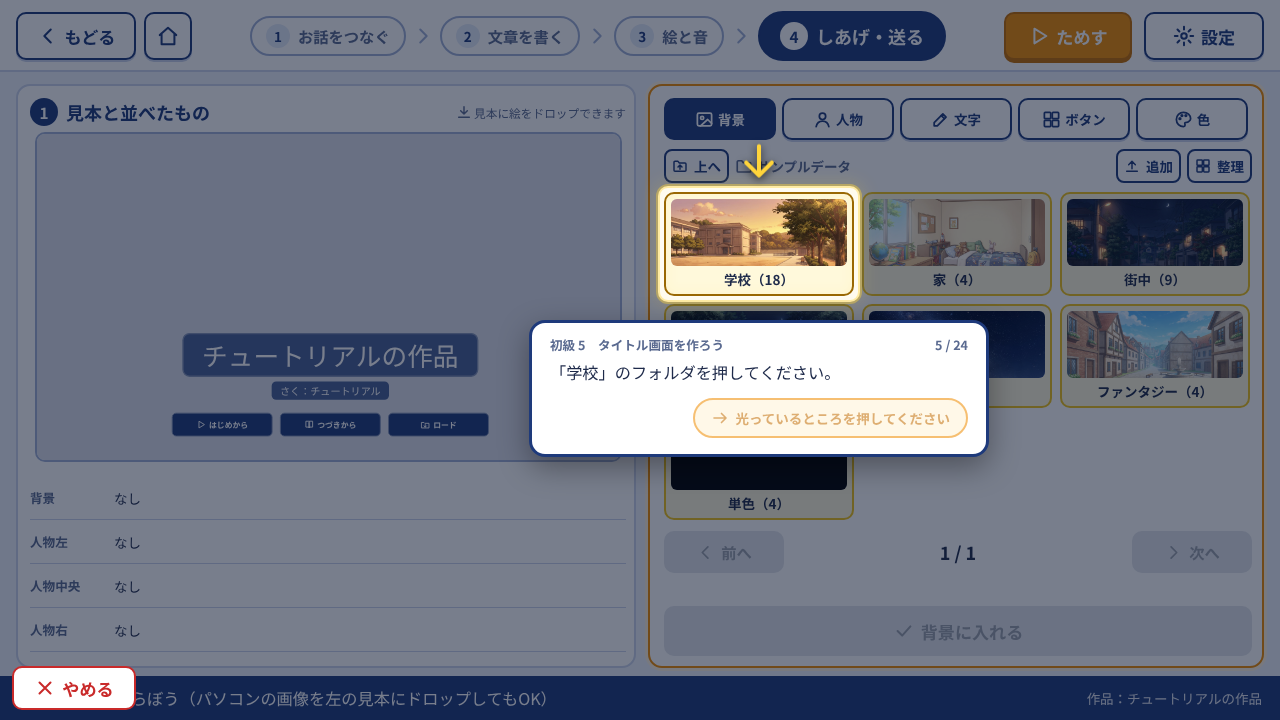 もどる
1 お話をつなぐ
2 文章を書く
3 絵と音
4 しあげ・送る
ためす
設定
1 見本と並べたもの
見本に絵をドロップできます
チュートリアルの作品
さく：チュートリアル
はじめから
つづきから
ロード
背景 なし
人物左 なし
人物中央 なし
人物右 なし
背景
人物
文字
ボタン
色
上へ
ンプルデータ
追加
整理
学校（18）
家（4）
街中（9）
ファンタジー（4）
単色（4）
初級 5 タイトル画面を作ろう
5 / 24
「学校」のフォルダを押してください。
光っているところを押してください
前へ
1 / 1
次へ
背景に入れる
やめる
らぼう（パソコンの画像を左の見本にドロップしてもOK）
作品：チュートリアルの作品